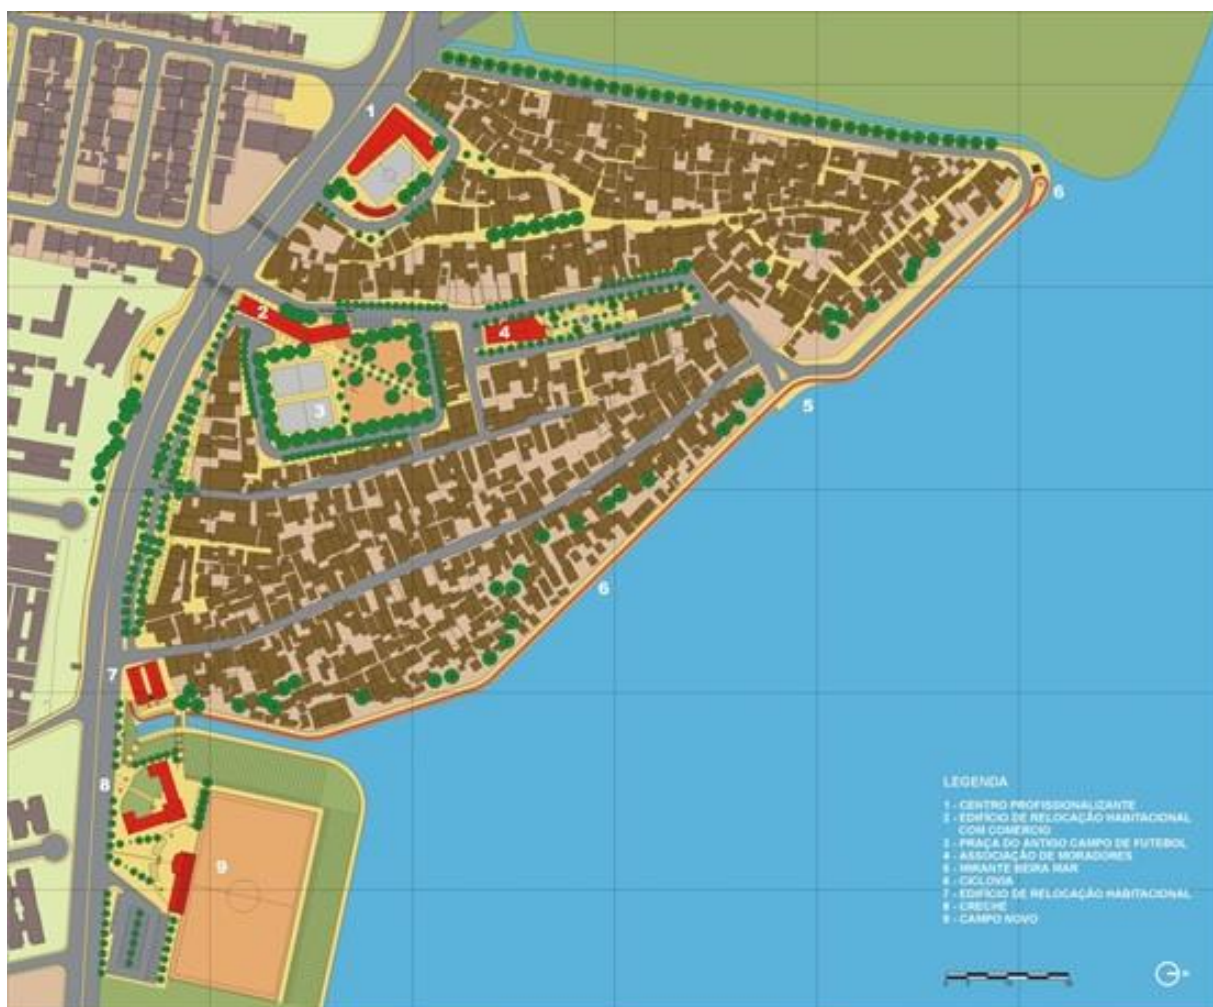 1
6
2
4
3
5
6
7
8
9
LEGENDA
1 - CENTRO PROFISSIONALIZANTE
2 - EDIFÍCIO DE RELOCAÇÃO HABITACIONAL
COM COMERCIO
3 - PRAÇA DO ANTIGO CAMPO DE FUTEBOL
4 - ASSOCIAÇÃO DE MORADORES
5 - MIRANTE BEIRA MAR
6 - CICLOVIA
7 - EDIFÍCIO DE RELOCAÇÃO HABITACIONAL
8 - CRECHE
9 - CAMPO NOVO